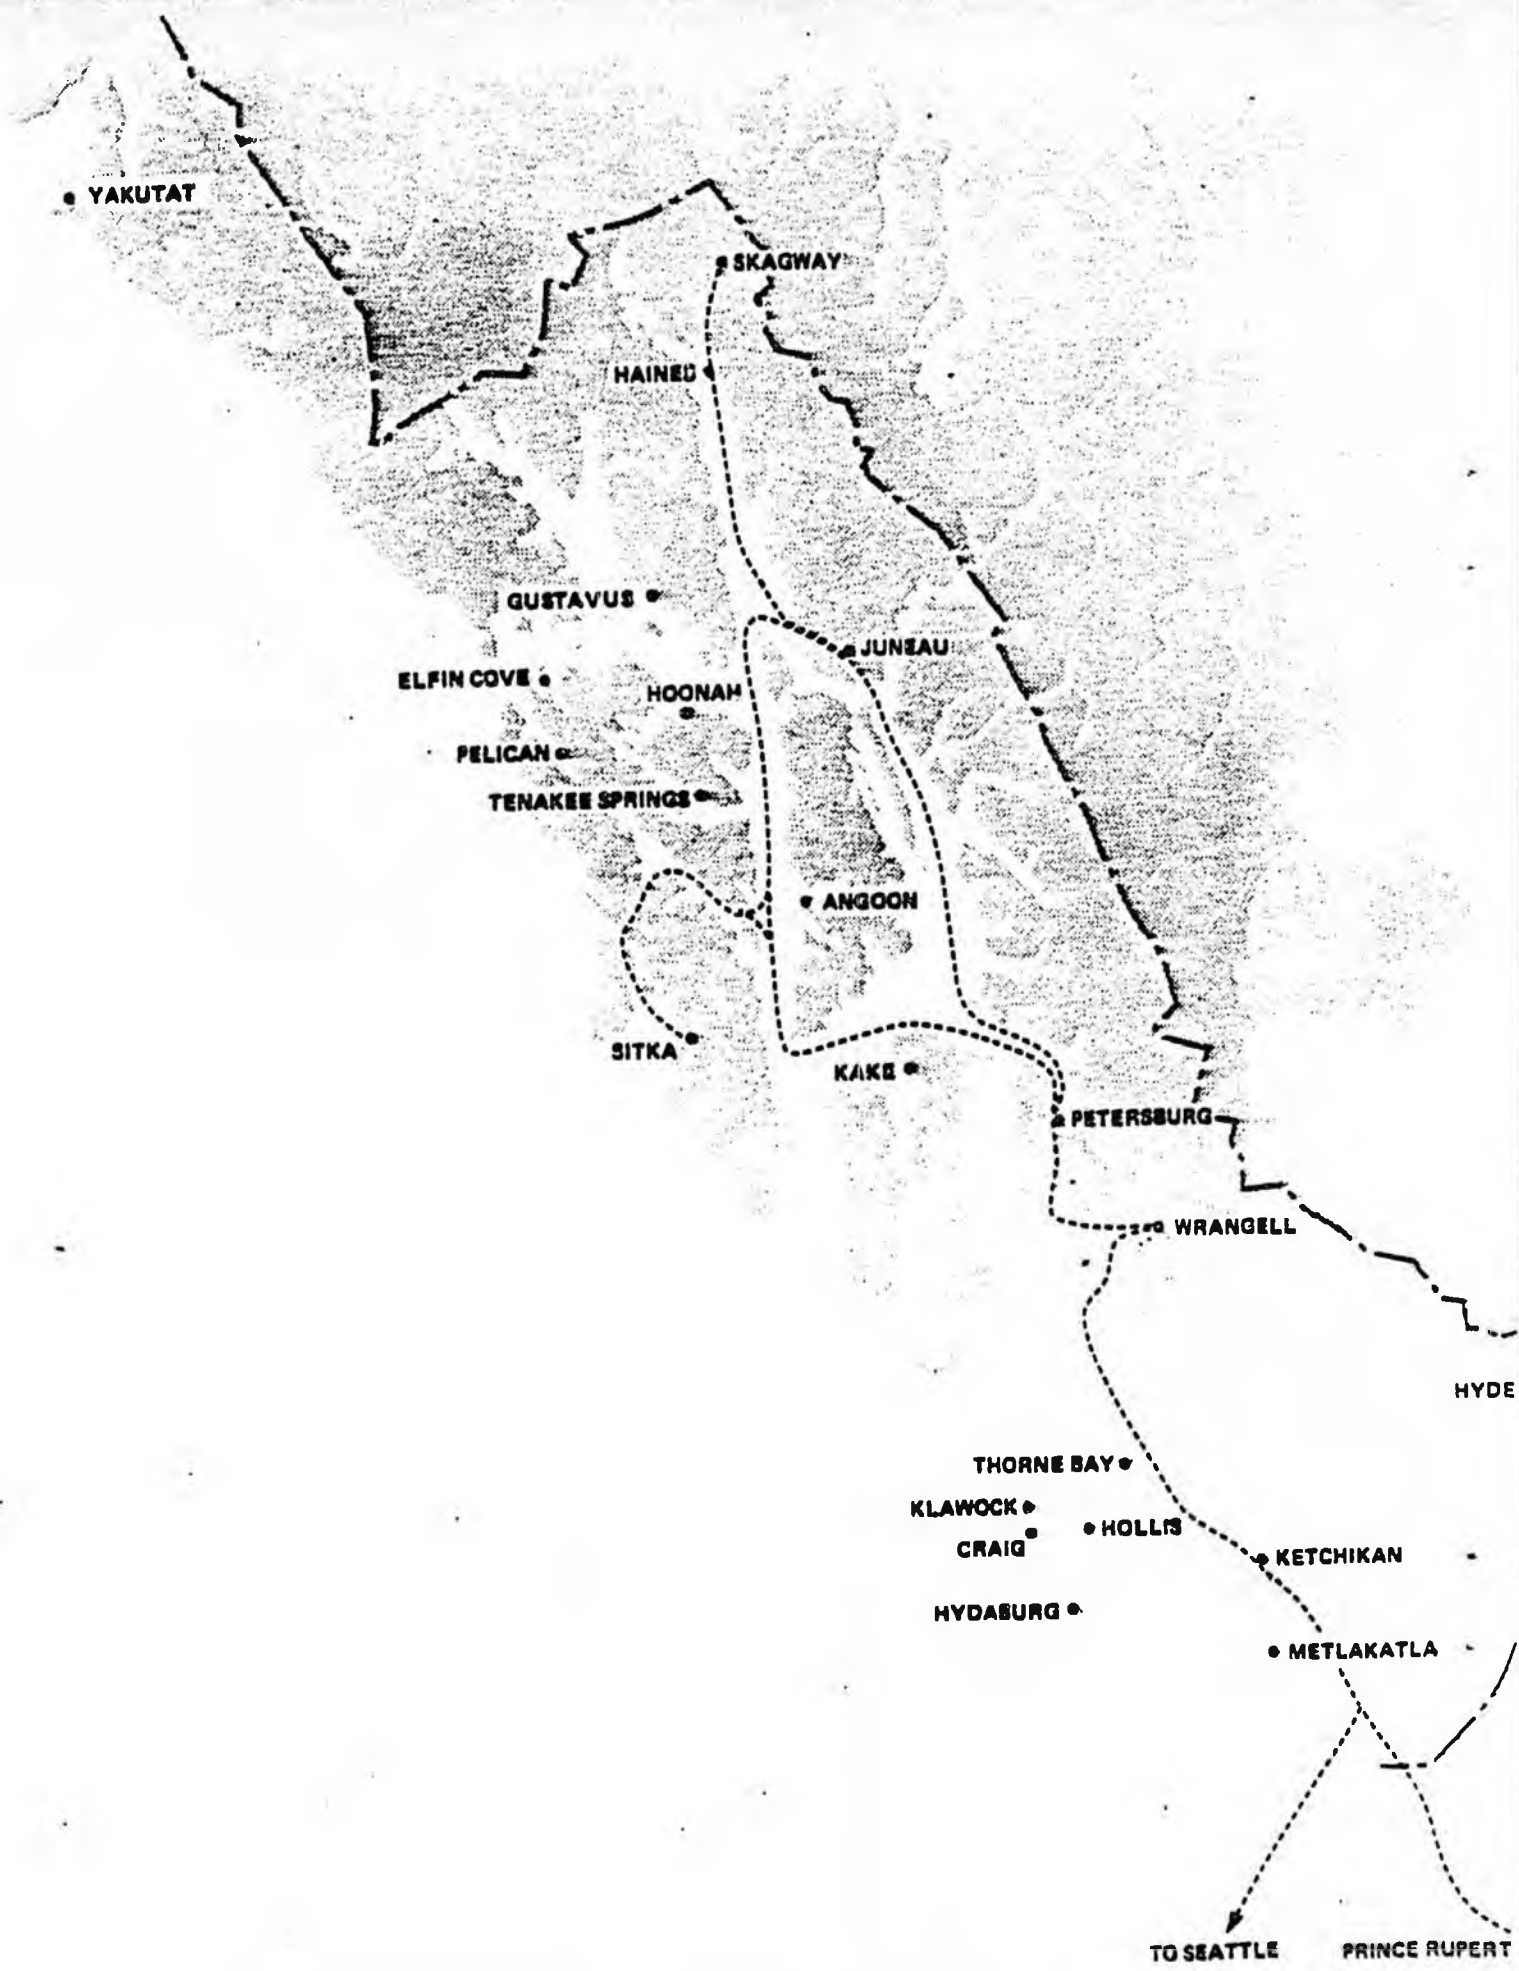 YAKUTAT
SKAGWAY
HAINES
GUSTAVUS
JUNEAU
ELFIN COVE
HOONAH
PELICAN
TENAKEE SPRINGS
ANGOON
SITKA
KAKE
PETERSBURG
WRANGELL
HYDE
THORNE BAY
KLAWOCK
HOLLIS
CRAIG
KETCHIKAN
HYDABURG
METLAKATLA
TO SEATTLE
PRINCE RUPERT